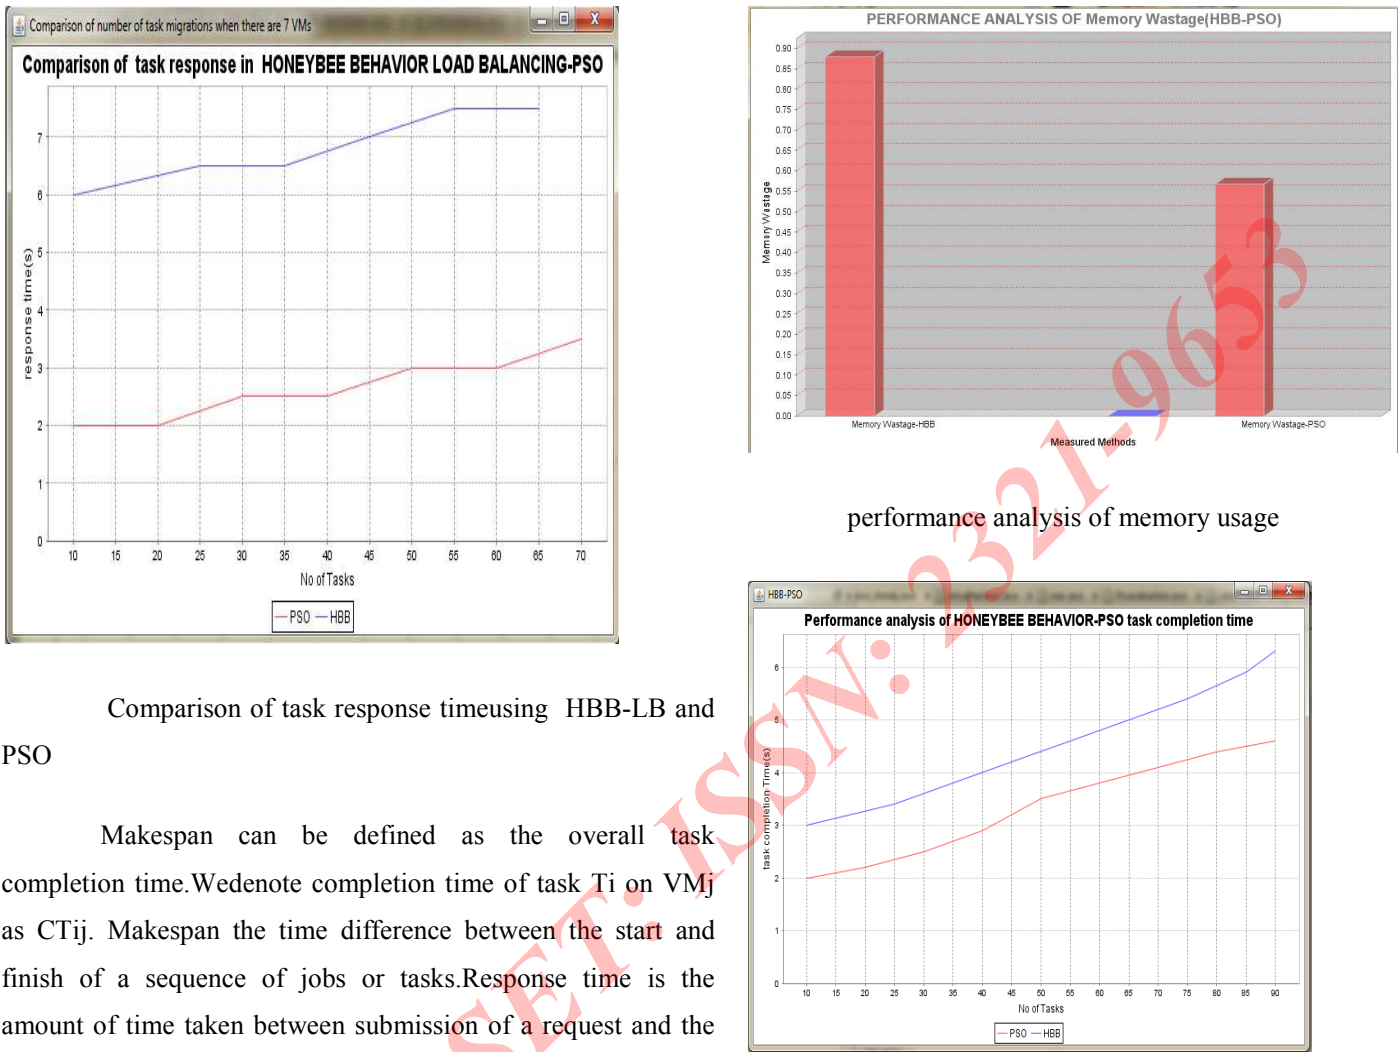 Comparison of number of task migrations when there are 7 VMs
Comparison of task response in HONEYBEE BEHAVIOR LOAD BALANCING-PSO
response time(s)
7
6
5
4
3
2
1
0
10 15 20 25 30 35 40 45 50 55 60 65 70
No of Tasks
PSO HBB
Comparison of task response timeusing HBB-LB and
PSO
Makespan can be defined as the overall task
completion time.Wedenote completion time of task Ti on VMj
as CTij. Makespan the time difference between the start and
finish of a sequence of jobs or tasks.Response time is the
amount of time taken between submission of a request and the
PERFORMANCE ANALYSIS OF Memory Wastage(HBB-PSO)
Memory Wastage
0.90
0.85
0.80
0.75
0.70
0.65
0.60
0.55
0.50
0.45
0.40
0.35
0.30
0.25
0.20
0.15
0.10
0.05
0.00
Memory Wastage-HBB Memory Wastage-PSO
Measured Methods
performance analysis of memory usage
HBB-PSO
Performance analysis of HONEYBEE BEHAVIOR-PSO task completion time
task completion Time(s)
6
5
4
3
2
1
0
10 15 20 25 30 35 40 45 50 55 60 65 70 75 80 85 90
No of Tasks
PSO HBB
SET: ISSN: 2321-9653